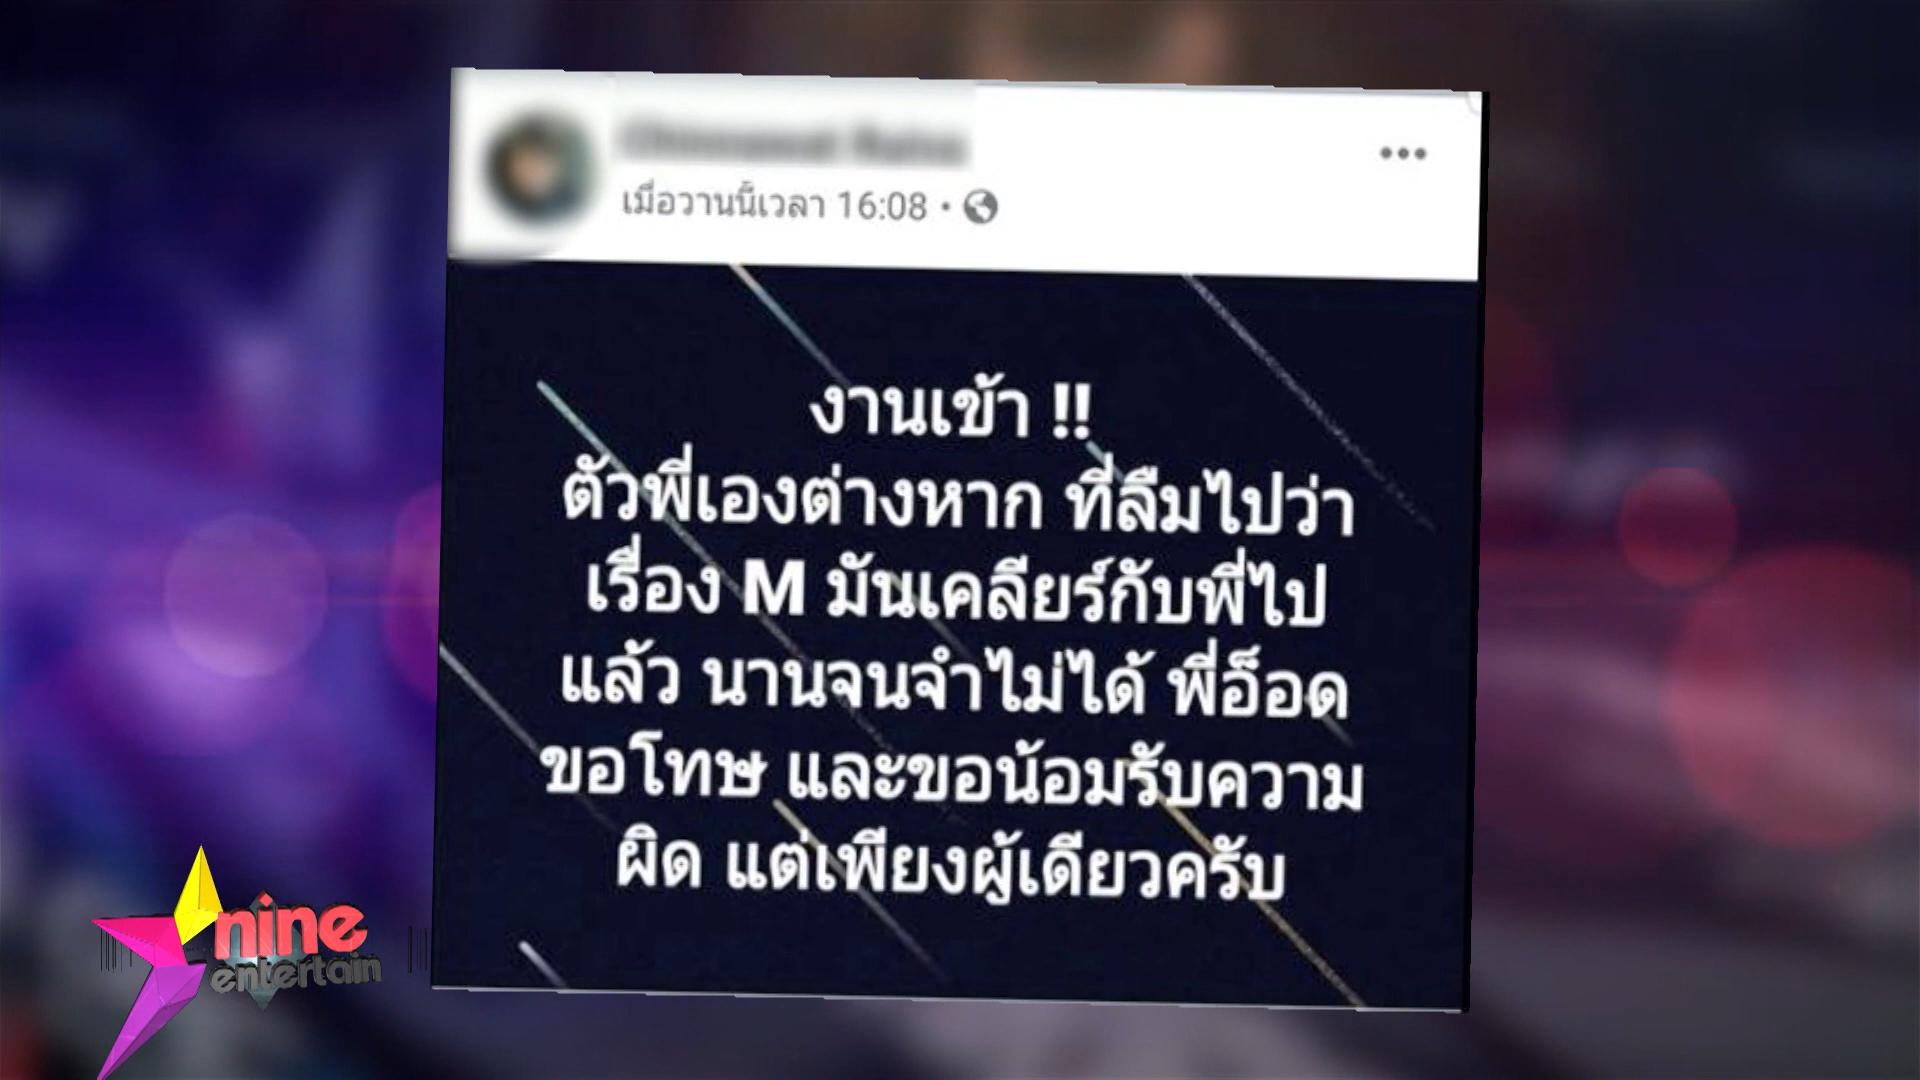 เมื่อวานนี้เวลา 16:08 •
งานเข้า !!
ตัวพี่เองต่างหาก ที่ลืมไปว่า
เรื่อง M มันเคลียร์กับพี่ไป
แล้ว นานจนจำไม่ได้ พี่อ็อด
ขอโทษ และขอน้อมรับความ
ผิด แต่เพียงผู้เดียวครับ
nine
entertain